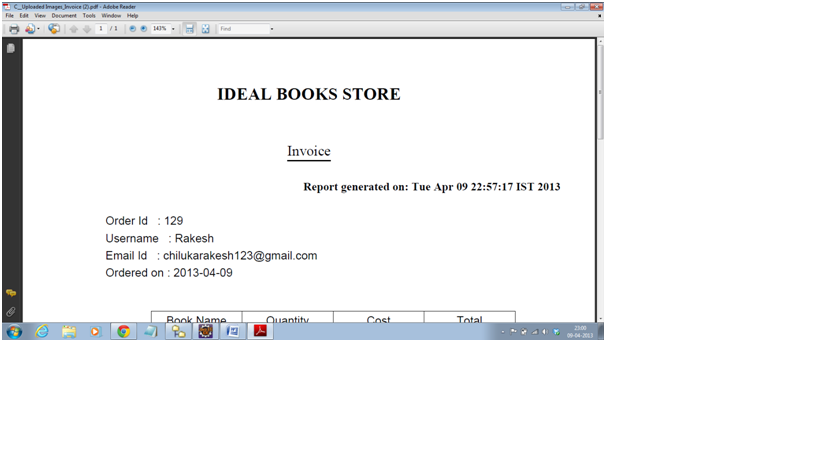 C__Uploaded Images_Invoice (2).pdf - Adobe Reader
File Edit View Document Tools Window Help
1 / 1 143% Find
IDEAL BOOKS STORE
Invoice
Report generated on: Tue Apr 09 22:57:17 IST 2013
Order Id : 129
Username : Rakesh
Email Id : chilukarakesh123@gmail.com
Ordered on : 2013-04-09
Book Name Quantity Cost Total
23:00
09-04-2013